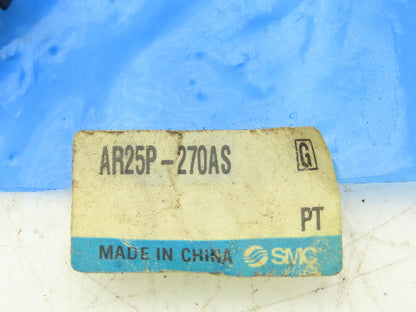 AR25P-270AS G
PT
MADE IN CHINA SMC